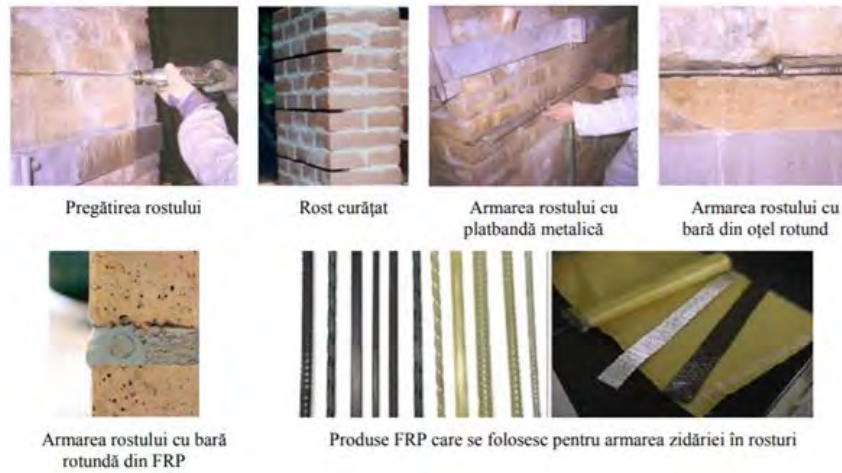 Pregătirea rostului
Rost curăţat
Armarea rostului cu
platbandă metalică
Armarea rostului cu
bară din oțel rotund
Armarea rostului cu bară
rotundă din FRP
Produse FRP care se folosesc pentru armarea zidăriei în rosturi